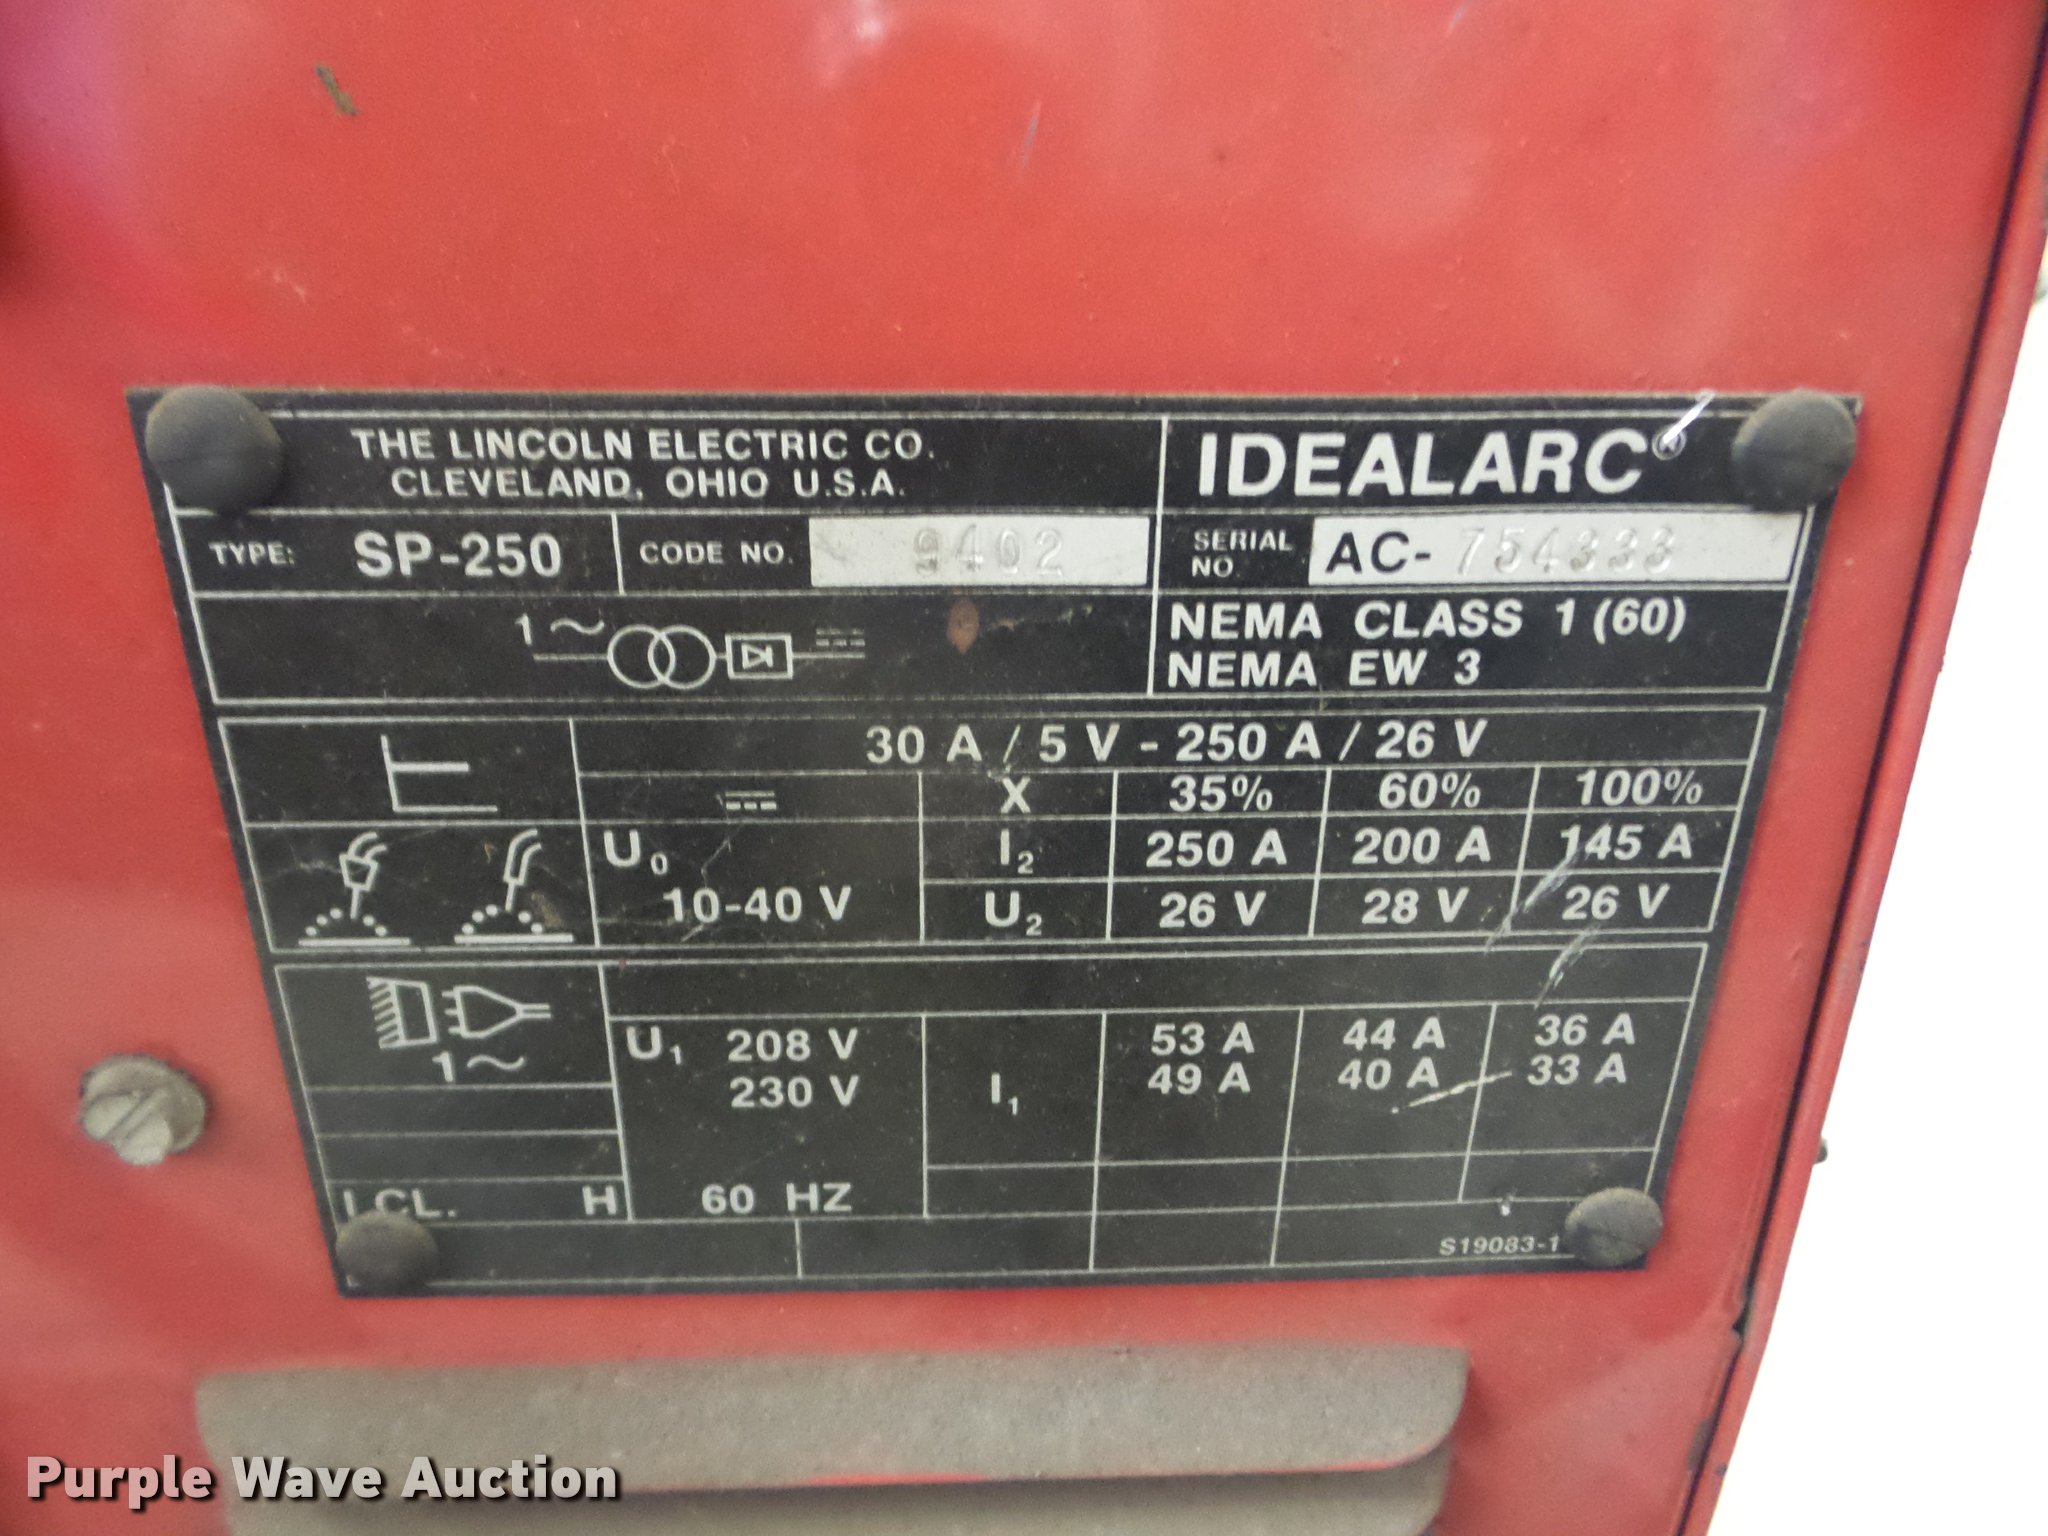 THE LINCOLN ELECTRIC CO.
CLEVELAND, OHIO U.S.A.
IDEALARC®
TYPE: SP-250
CODE NO. 9402
SERIAL NO AC-754333
1~
NEMA CLASS 1 (60)
NEMA EW 3
30 A / 5 V - 250 A / 26 V
X 35% 60% 100%
U0 I2 250 A 200 A 145 A
10-40 V U2 26 V 28 V 26 V
1~
U1 208 V I1 53 A 44 A 36 A
230 V 49 A 40 A 33 A
I CL. H 60 HZ
S19083-1
Purple Wave Auction